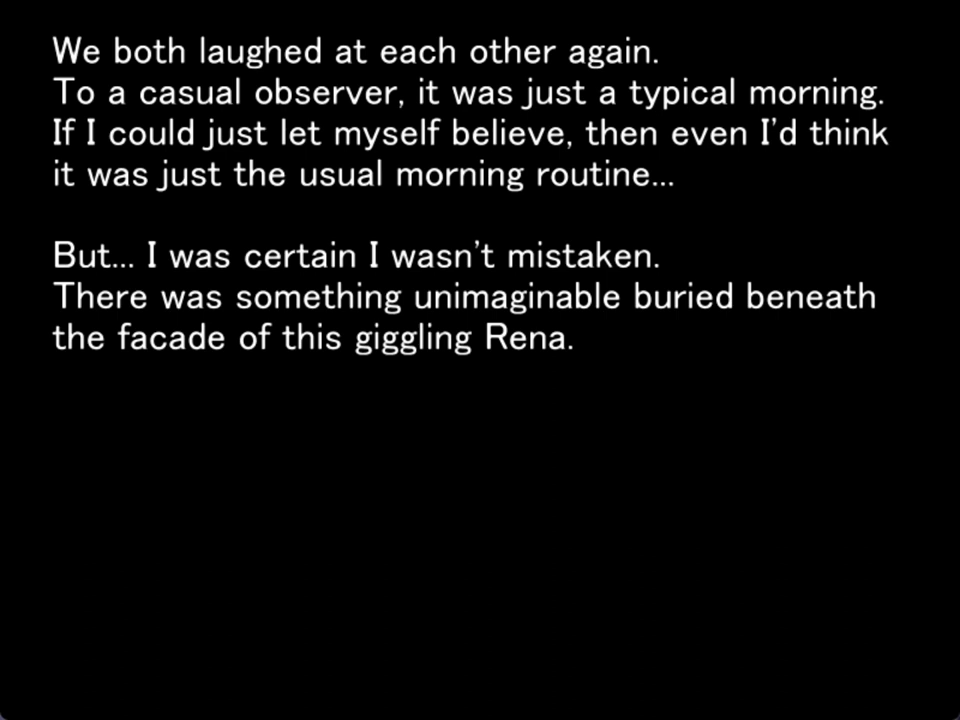 We both laughed at each other again.
To a casual observer, it was just a typical morning.
If I could just let myself believe, then even I'd think
it was just the usual morning routine...
But... I was certain I wasn't mistaken.
There was something unimaginable buried beneath
the facade of this giggling Rena.